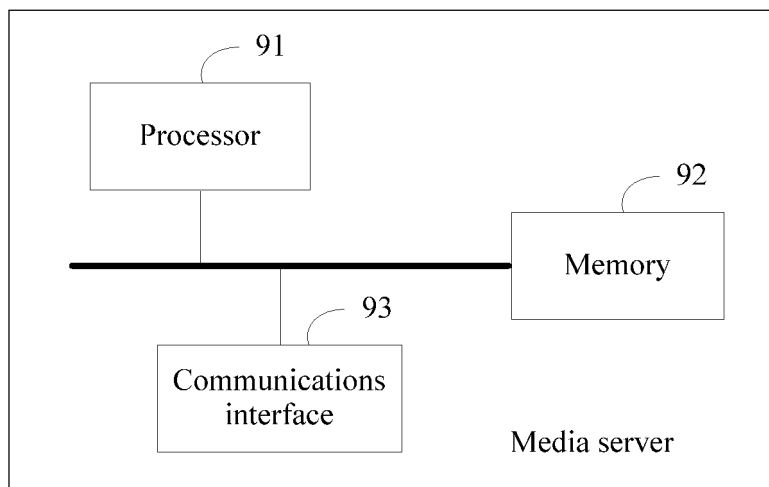 91
Processor
92
Memory
93
Communications
interface
Media server